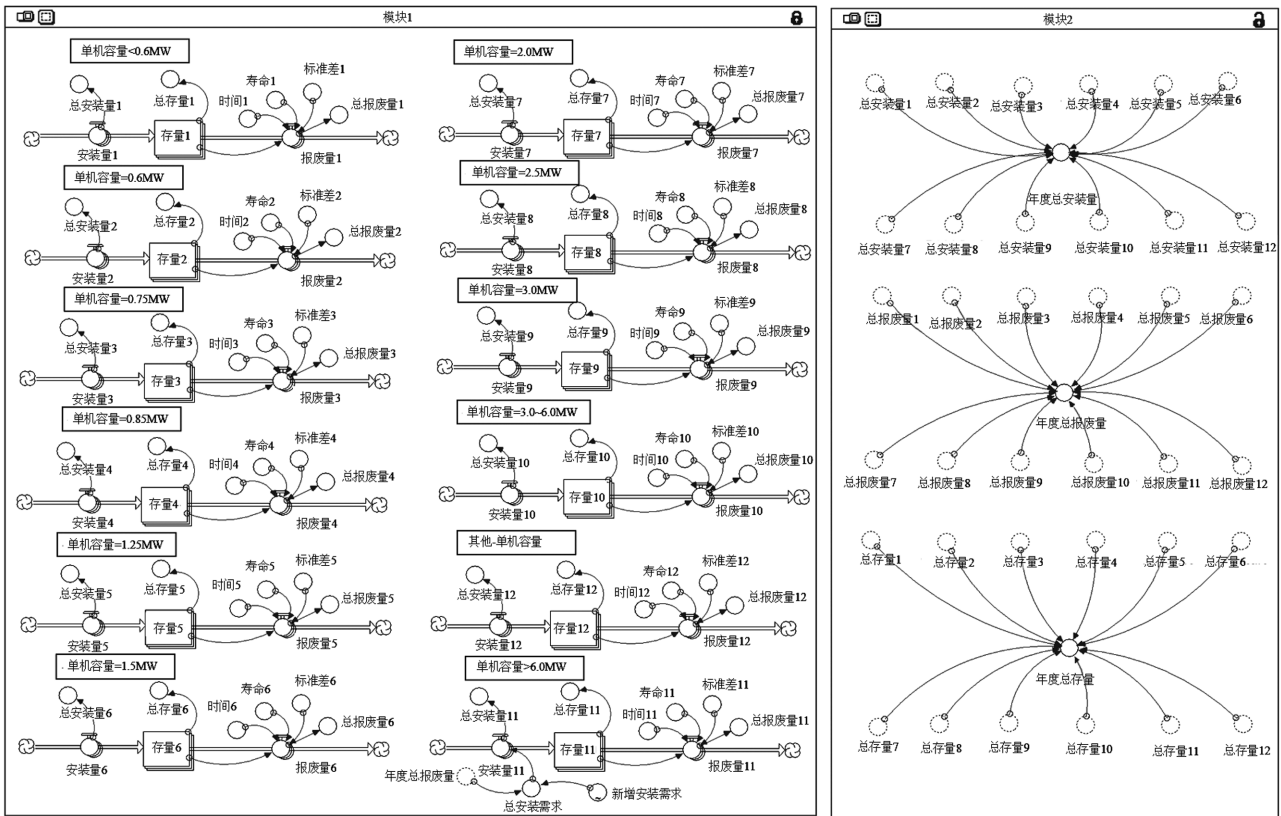 模块1
单机容量<0.6MW
总安装量1
总存量1
时间1
寿命1
标准差1
总报废量1
安装量1
存量1
报废量1
单机容量=0.6MW
总安装量2
总存量2
时间2
寿命2
标准差2
总报废量2
安装量2
存量2
报废量2
单机容量=0.75MW
总安装量3
总存量3
时间3
寿命3
标准差3
总报废量3
安装量3
存量3
报废量3
单机容量=0.85MW
总安装量4
总存量4
时间4
寿命4
标准差4
总报废量4
安装量4
存量4
报废量4
单机容量=1.25MW
总安装量5
总存量5
时间5
寿命5
标准差5
总报废量5
安装量5
存量5
报废量5
单机容量=1.5MW
总安装量6
总存量6
时间6
寿命6
标准差6
总报废量6
安装量6
存量6
报废量6
单机容量=2.0MW
总安装量7
总存量7
时间7
寿命7
标准差7
总报废量7
安装量7
存量7
报废量7
单机容量=2.5MW
总安装量8
总存量8
时间8
寿命8
标准差8
总报废量8
安装量8
存量8
报废量8
单机容量=3.0MW
总安装量9
总存量9
时间9
寿命9
标准差9
总报废量9
安装量9
存量9
报废量9
单机容量=3.0~6.0MW
总安装量10
总存量10
时间10
寿命10
标准差10
总报废量10
安装量10
存量10
报废量10
其他-单机容量
总安装量12
总存量12
时间12
寿命12
标准差12
总报废量12
安装量12
存量12
报废量12
单机容量>6.0MW
总安装量11
总存量11
时间11
寿命11
标准差11
总报废量11
安装量11
存量11
报废量11
年度总报废量
总安装需求
新增安装需求
模块2
总安装量1
总安装量2
总安装量3
总安装量4
总安装量5
总安装量6
年度总安装量
总安装量7
总安装量8
总安装量9
总安装量10
总安装量11
总安装量12
总报废量1
总报废量2
总报废量3
总报废量4
总报废量5
总报废量6
年度总报废量
总报废量7
总报废量8
总报废量9
总报废量10
总报废量11
总报废量12
总存量1
总存量2
总存量3
总存量4
总存量5
总存量6
年度总存量
总存量7
总存量8
总存量9
总存量10
总存量11
总存量12